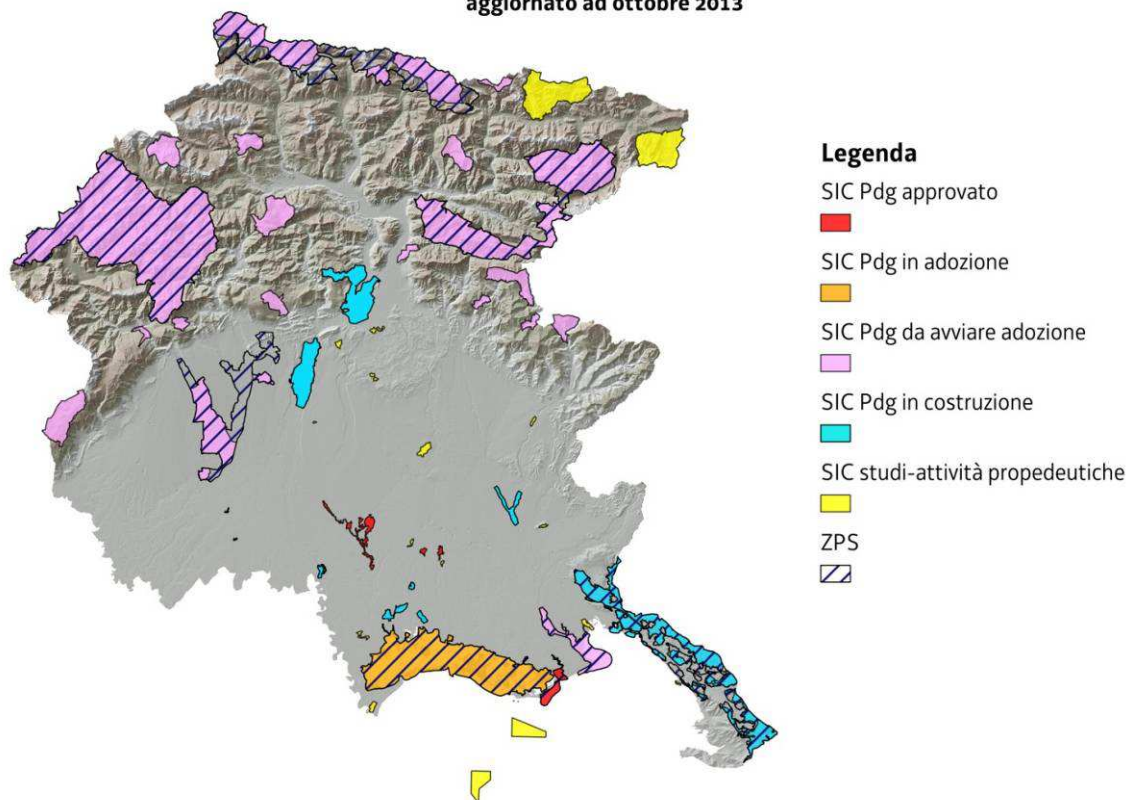 aggiornato ad ottobre 2013
Legenda
SIC Pdg approvato
SIC Pdg in adozione
SIC Pdg da avviare adozione
SIC Pdg in costruzione
SIC studi-attività propedeutiche
ZPS